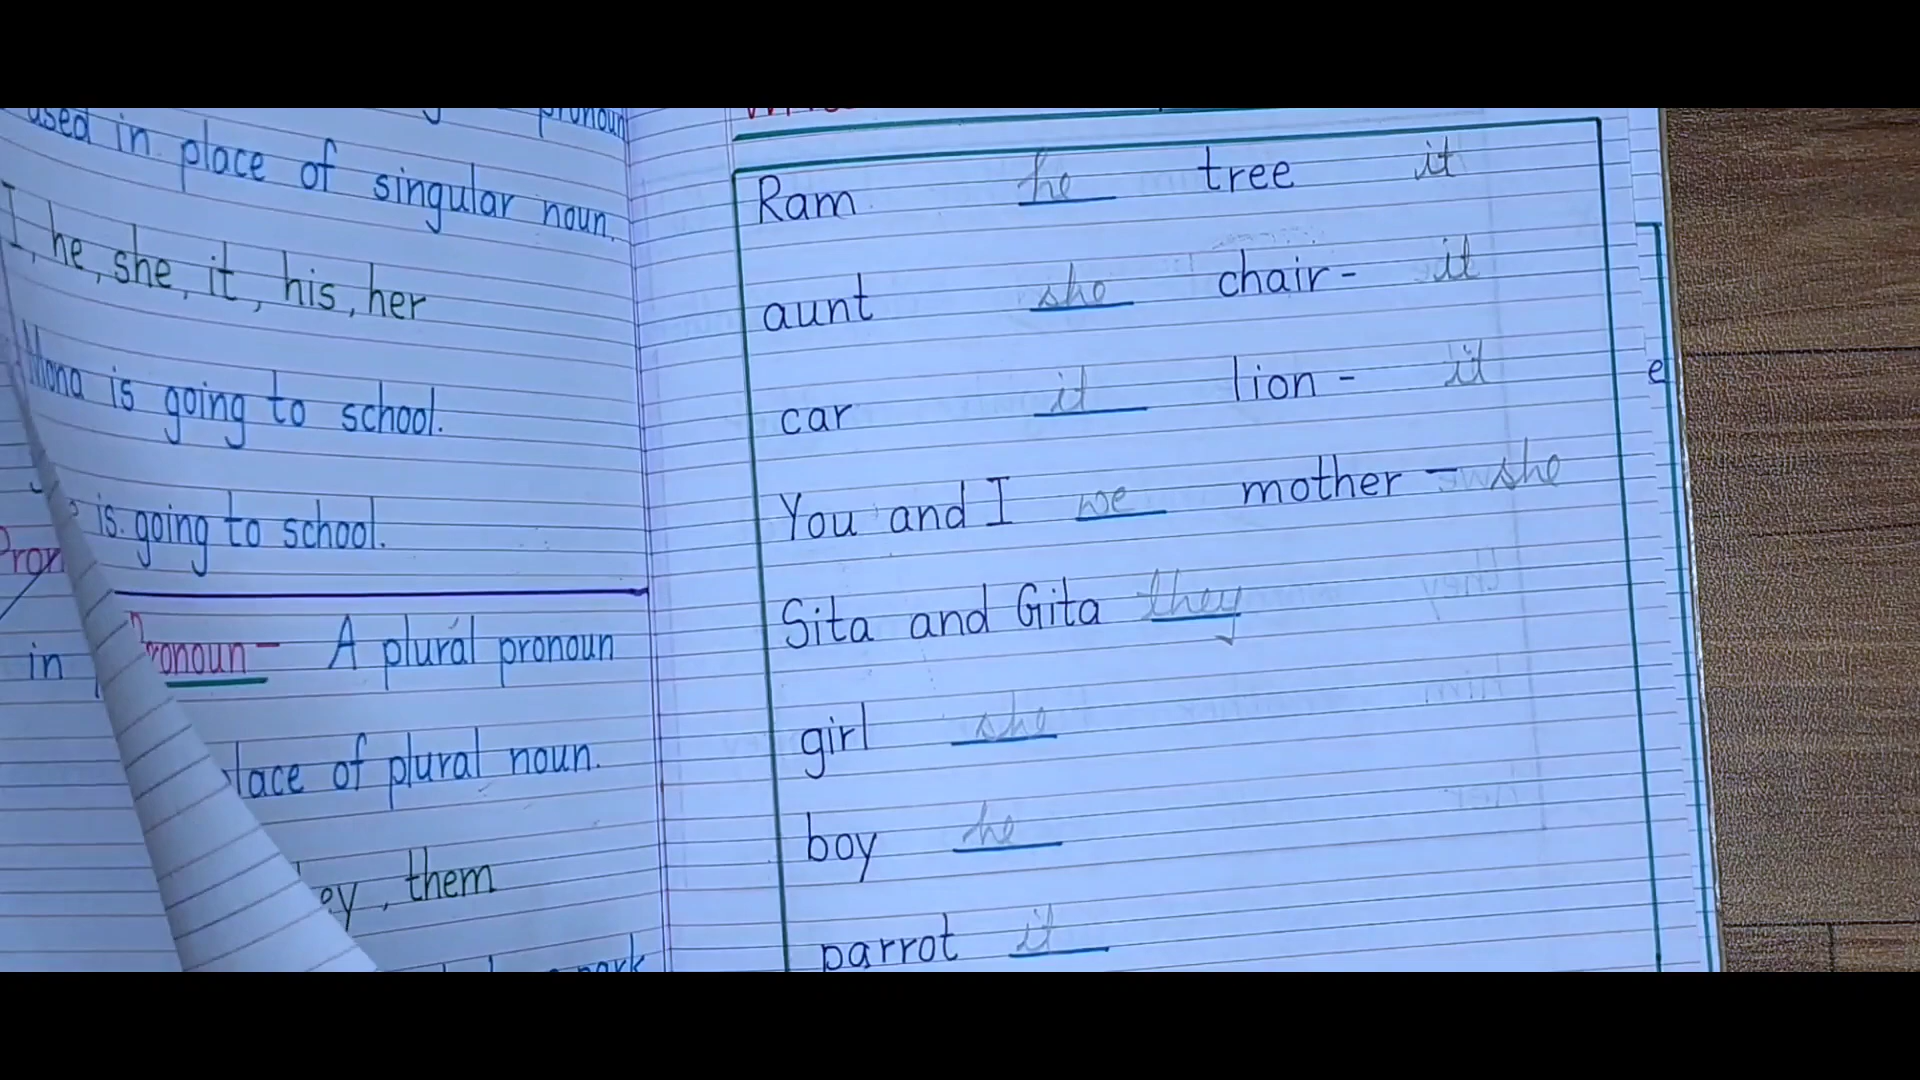 pronoun
used in place of singular noun.
I, he, she, it, his, her
is going to school.
is going to school.
Pronoun - A plural pronoun
in
place of plural noun.
, them
park
Ram he tree it
aunt she chair - it
car it lion - it
You and I we mother - she
Sita and Gita they
girl she
boy he
parrot it
e